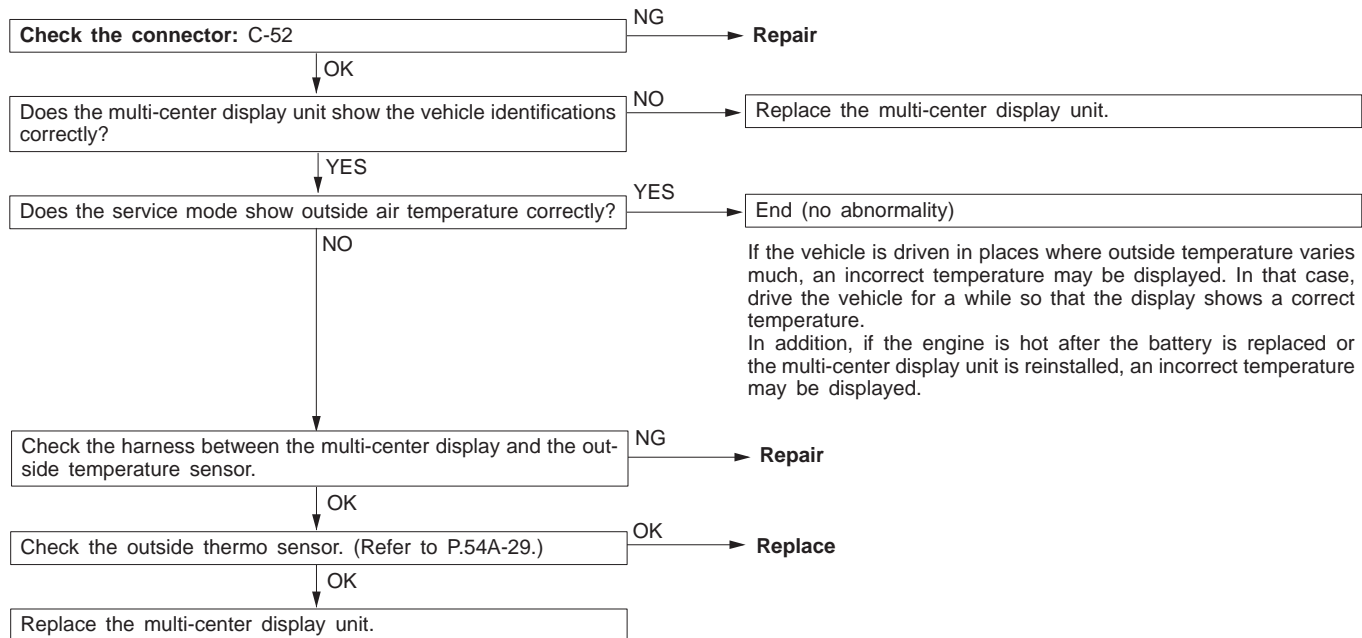 NG
Check the connector: C-52
Repair
OK
Does the multi-center display unit show the vehicle identifications
correctly?
NO
Replace the multi-center display unit.
YES
Does the service mode show outside air temperature correctly?
YES
End (no abnormality)
NO
If the vehicle is driven in places where outside temperature varies
much, an incorrect temperature may be displayed. In that case,
drive the vehicle for a while so that the display shows a correct
temperature.
In addition, if the engine is hot after the battery is replaced or
the multi-center display unit is reinstalled, an incorrect temperature
may be displayed.
Check the harness between the multi-center display and the out-
side temperature sensor.
NG
Repair
OK
Check the outside thermo sensor. (Refer to P.54A-29.)
OK
Replace
OK
Replace the multi-center display unit.